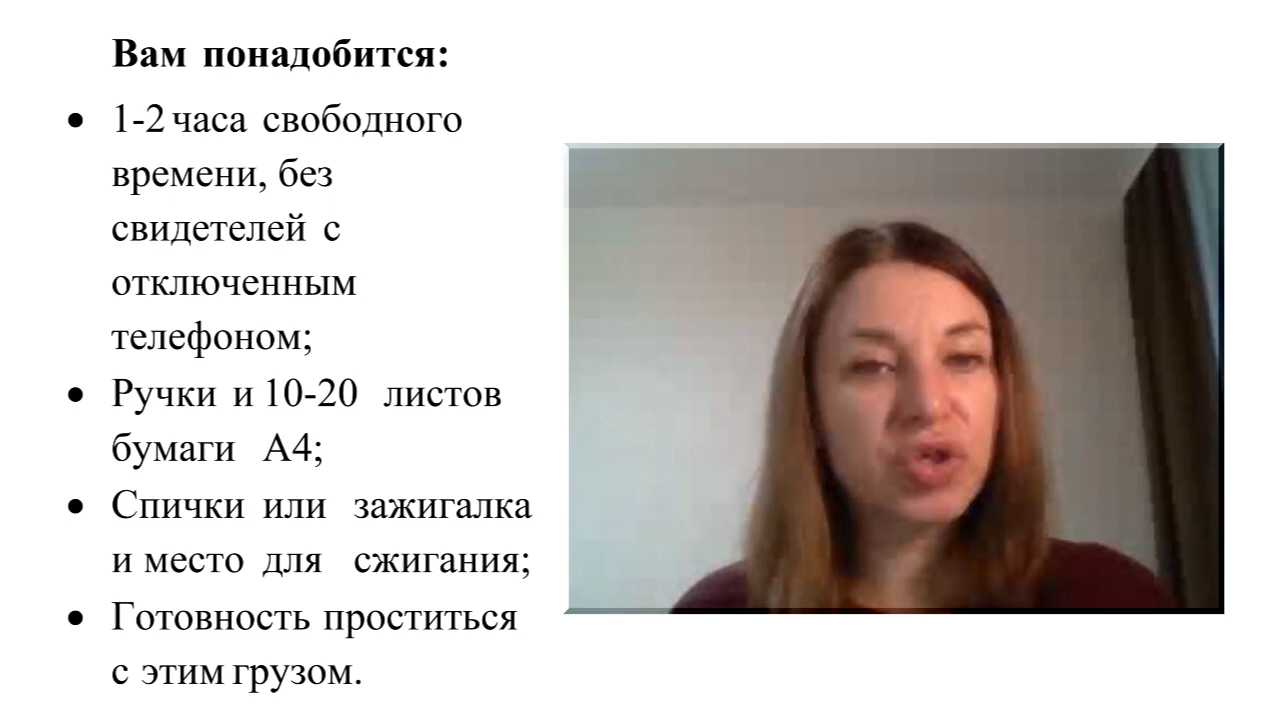 Вам понадобится:
• 1-2 часа свободного
времени, без
свидетелей с
отключенным
телефоном;
• Ручки и 10-20 листов
бумаги А4;
• Спички или зажигалка
и место для сжигания;
• Готовность проститься
с этим грузом.